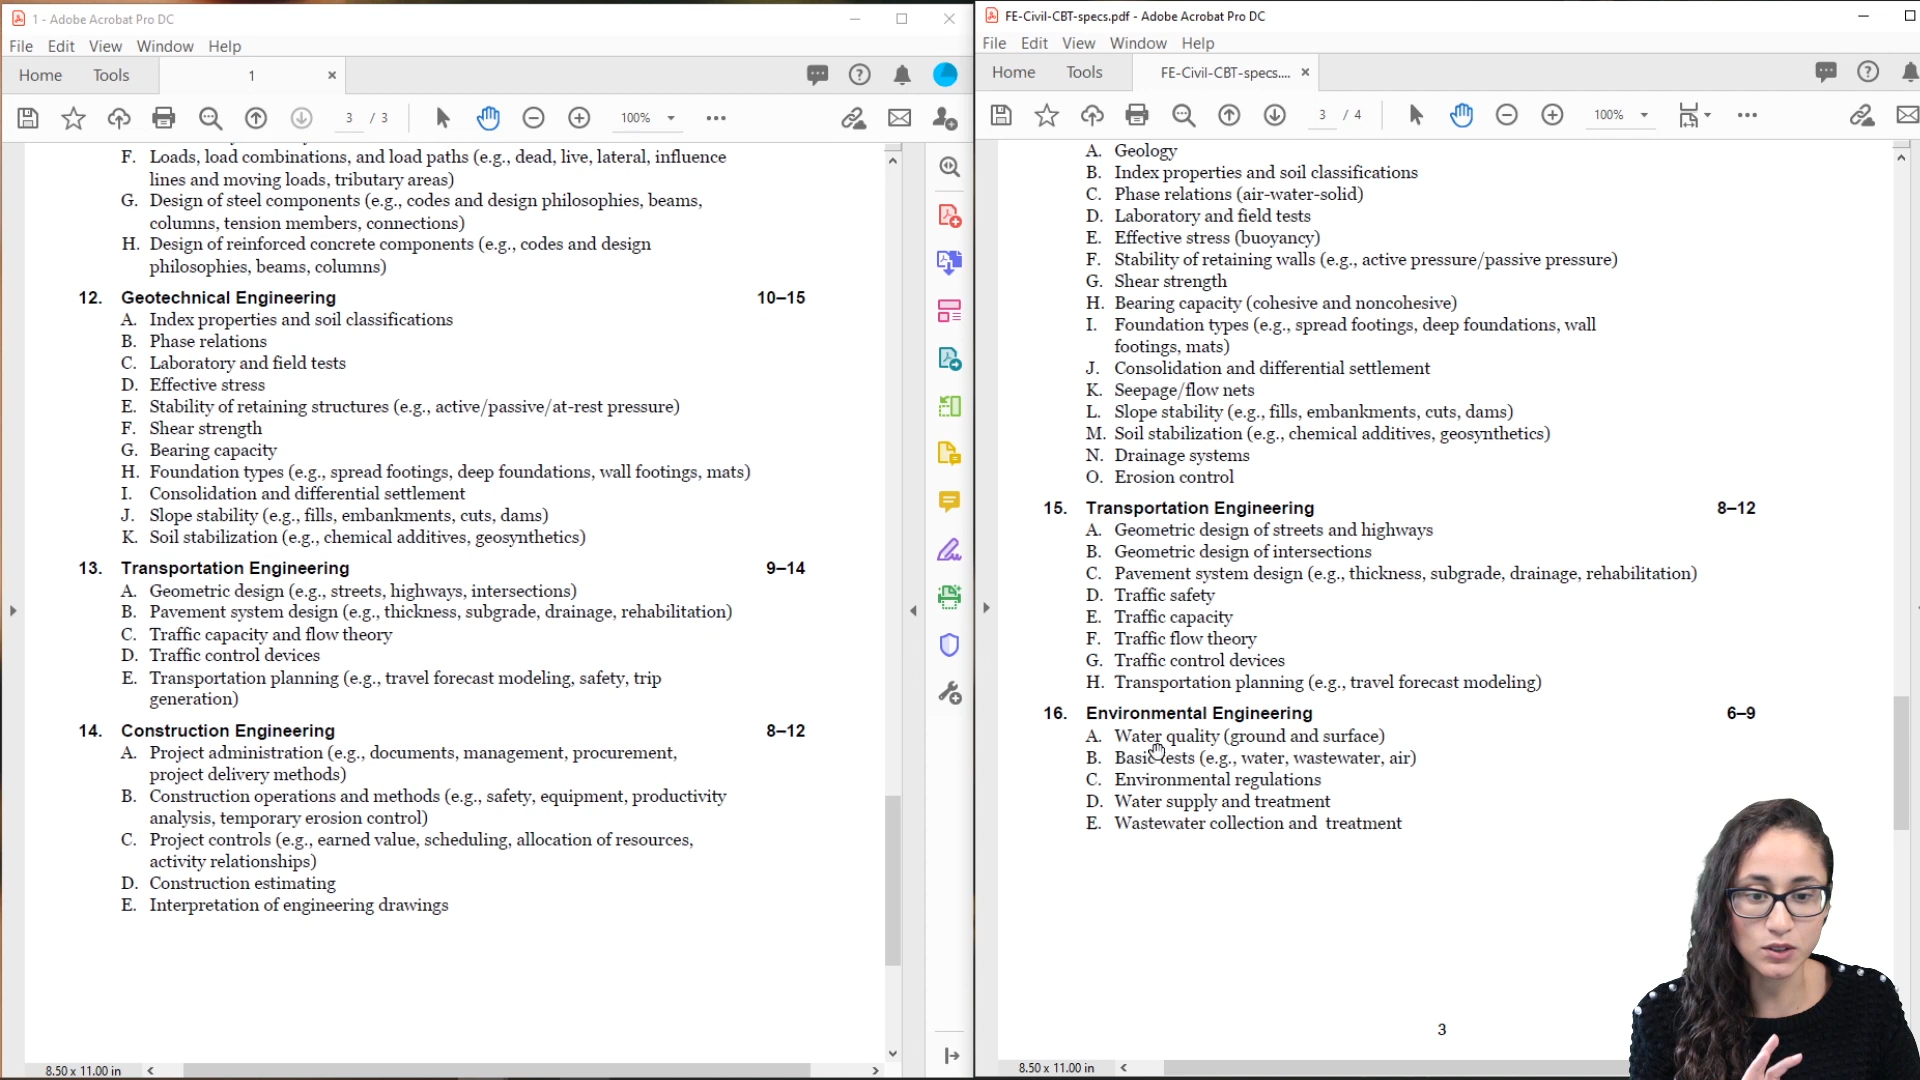 1 - Adobe Acrobat Pro DC
File Edit View Window Help
Home Tools 1
3 / 3 100%
F. Loads, load combinations, and load paths (e.g., dead, live, lateral, influence
lines and moving loads, tributary areas)
G. Design of steel components (e.g., codes and design philosophies, beams,
columns, tension members, connections)
H. Design of reinforced concrete components (e.g., codes and design
philosophies, beams, columns)
12. Geotechnical Engineering 10–15
A. Index properties and soil classifications
B. Phase relations
C. Laboratory and field tests
D. Effective stress
E. Stability of retaining structures (e.g., active/passive/at-rest pressure)
F. Shear strength
G. Bearing capacity
H. Foundation types (e.g., spread footings, deep foundations, wall footings, mats)
I. Consolidation and differential settlement
J. Slope stability (e.g., fills, embankments, cuts, dams)
K. Soil stabilization (e.g., chemical additives, geosynthetics)
13. Transportation Engineering 9–14
A. Geometric design (e.g., streets, highways, intersections)
B. Pavement system design (e.g., thickness, subgrade, drainage, rehabilitation)
C. Traffic capacity and flow theory
D. Traffic control devices
E. Transportation planning (e.g., travel forecast modeling, safety, trip
generation)
14. Construction Engineering 8–12
A. Project administration (e.g., documents, management, procurement,
project delivery methods)
B. Construction operations and methods (e.g., safety, equipment, productivity
analysis, temporary erosion control)
C. Project controls (e.g., earned value, scheduling, allocation of resources,
activity relationships)
D. Construction estimating
E. Interpretation of engineering drawings
8.50 x 11.00 in
FE-Civil-CBT-specs.pdf - Adobe Acrobat Pro DC
File Edit View Window Help
Home Tools FE-Civil-CBT-specs....
3 / 4 100%
A. Geology
B. Index properties and soil classifications
C. Phase relations (air-water-solid)
D. Laboratory and field tests
E. Effective stress (buoyancy)
F. Stability of retaining walls (e.g., active pressure/passive pressure)
G. Shear strength
H. Bearing capacity (cohesive and noncohesive)
I. Foundation types (e.g., spread footings, deep foundations, wall
footings, mats)
J. Consolidation and differential settlement
K. Seepage/flow nets
L. Slope stability (e.g., fills, embankments, cuts, dams)
M. Soil stabilization (e.g., chemical additives, geosynthetics)
N. Drainage systems
O. Erosion control
15. Transportation Engineering 8–12
A. Geometric design of streets and highways
B. Geometric design of intersections
C. Pavement system design (e.g., thickness, subgrade, drainage, rehabilitation)
D. Traffic safety
E. Traffic capacity
F. Traffic flow theory
G. Traffic control devices
H. Transportation planning (e.g., travel forecast modeling)
16. Environmental Engineering 6–9
A. Water quality (ground and surface)
B. Basic tests (e.g., water, wastewater, air)
C. Environmental regulations
D. Water supply and treatment
E. Wastewater collection and treatment
3
8.50 x 11.00 in